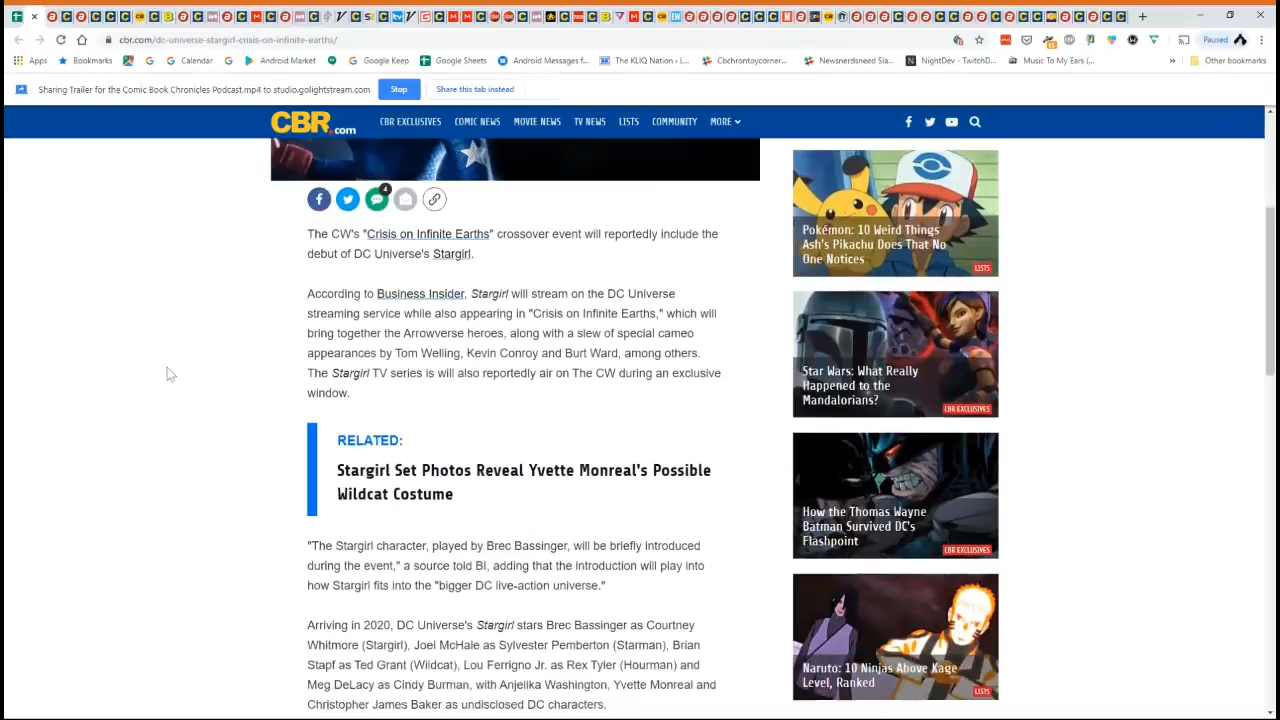 cbr.com/dc-universe-stargirl-crisis-on-infinite-earths/
Paused
Apps
Bookmarks
Calendar
Android Market
Google Keep
Google Sheets
Android Messages f...
The KLIQ Nation › L...
Cbchrontoycorner...
Newsnerdsneed Sla...
NightDev - TwitchD...
Music To My Ears (...
»
Other bookmarks
Sharing Trailer for the Comic Book Chronicles Podcast.mp4 to studio.golightstream.com
Stop
Share this tab instead
CBR.com
CBR EXCLUSIVES
COMIC NEWS
MOVIE NEWS
TV NEWS
LISTS
COMMUNITY
MORE
4
The CW's "Crisis on Infinite Earths" crossover event will reportedly include the
debut of DC Universe's Stargirl.
According to Business Insider, Stargirl will stream on the DC Universe
streaming service while also appearing in "Crisis on Infinite Earths," which will
bring together the Arrowverse heroes, along with a slew of special cameo
appearances by Tom Welling, Kevin Conroy and Burt Ward, among others.
The Stargirl TV series is will also reportedly air on The CW during an exclusive
window.
RELATED:
Stargirl Set Photos Reveal Yvette Monreal's Possible
Wildcat Costume
"The Stargirl character, played by Brec Bassinger, will be briefly introduced
during the event," a source told BI, adding that the introduction will play into
how Stargirl fits into the "bigger DC live-action universe."
Arriving in 2020, DC Universe's Stargirl stars Brec Bassinger as Courtney
Whitmore (Stargirl), Joel McHale as Sylvester Pemberton (Starman), Brian
Stapf as Ted Grant (Wildcat), Lou Ferrigno Jr. as Rex Tyler (Hourman) and
Meg DeLacy as Cindy Burman, with Anjelika Washington, Yvette Monreal and
Christopher James Baker as undisclosed DC characters.
Pokémon: 10 Weird Things
Ash's Pikachu Does That No
One Notices
LISTS
Star Wars: What Really
Happened to the
Mandalorians?
CBR EXCLUSIVES
How the Thomas Wayne
Batman Survived DC's
Flashpoint
CBR EXCLUSIVES
Naruto: 10 Ninjas Above Kage
Level, Ranked
LISTS